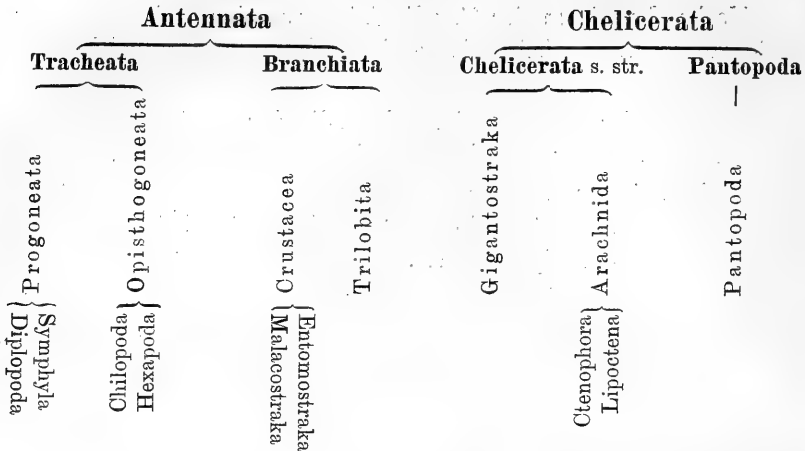 Antennata
Chelicerata
Tracheata
Branchiata
Chelicerata s. str.
Pantopoda
Progoneata
Opisthogoneata
Crustacea
Trilobita
Gigantostraka
Arachnida
Pantopoda
Symphyla
Diplopoda
Chilopoda
Hexapoda
Entomostraka
Malacostraka
Ctenophora
Lipoctena